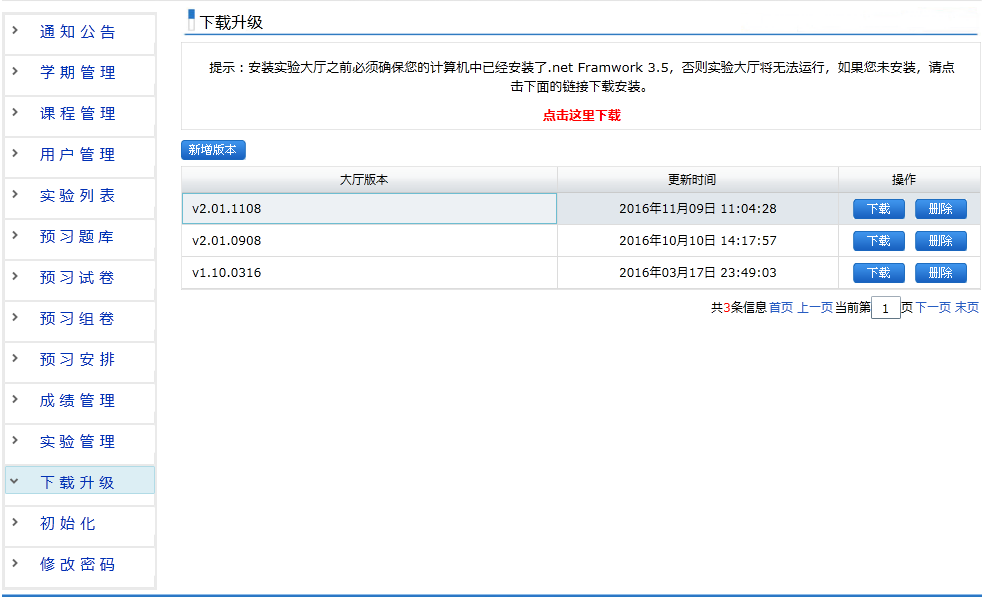 通知公告
学期管理
课程管理
用户管理
实验列表
预习题库
预习试卷
预习组卷
预习安排
成绩管理
实验管理
下载升级
初始化
修改密码
下载升级
提示：安装实验大厅之前必须确保您的计算机中已经安装了.net Framwork 3.5，否则实验大厅将无法运行，如果您未安装，请点
击下面的链接下载安装。
点击这里下载
新增版本
大厅版本 更新时间 操作
v2.01.1108 2016年11月09日 11:04:28 下载 删除
v2.01.0908 2016年10月10日 14:17:57 下载 删除
v1.10.0316 2016年03月17日 23:49:03 下载 删除
共3条信息 首页 上一页 当前第 1 页 下一页 末页